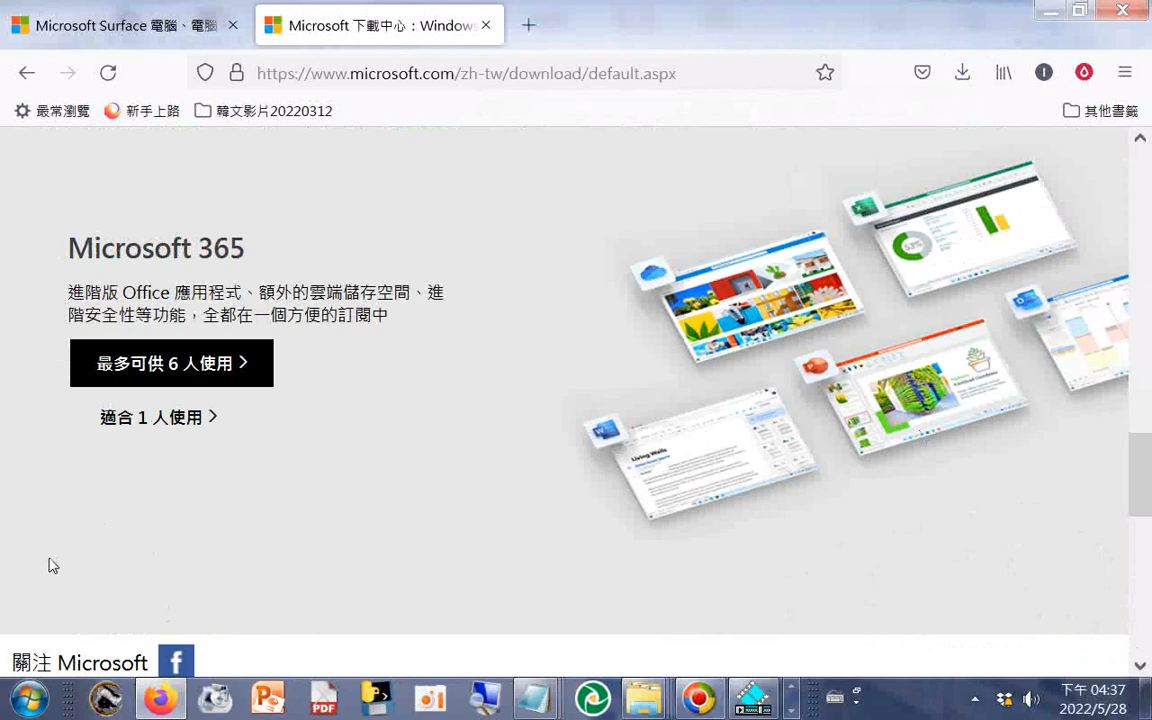 Microsoft Surface 電腦、電腦
Microsoft 下載中心：Windows
https://www.microsoft.com/zh-tw/download/default.aspx
最常瀏覽
新手上路
韓文影片20220312
其他書籤
Microsoft 365
進階版 Office 應用程式、額外的雲端儲存空間、進
階安全性等功能，全都在一個方便的訂閱中
最多可供 6 人使用
適合 1 人使用
Living Walls
53%
關注 Microsoft
PDF
下午 04:37
2022/5/28